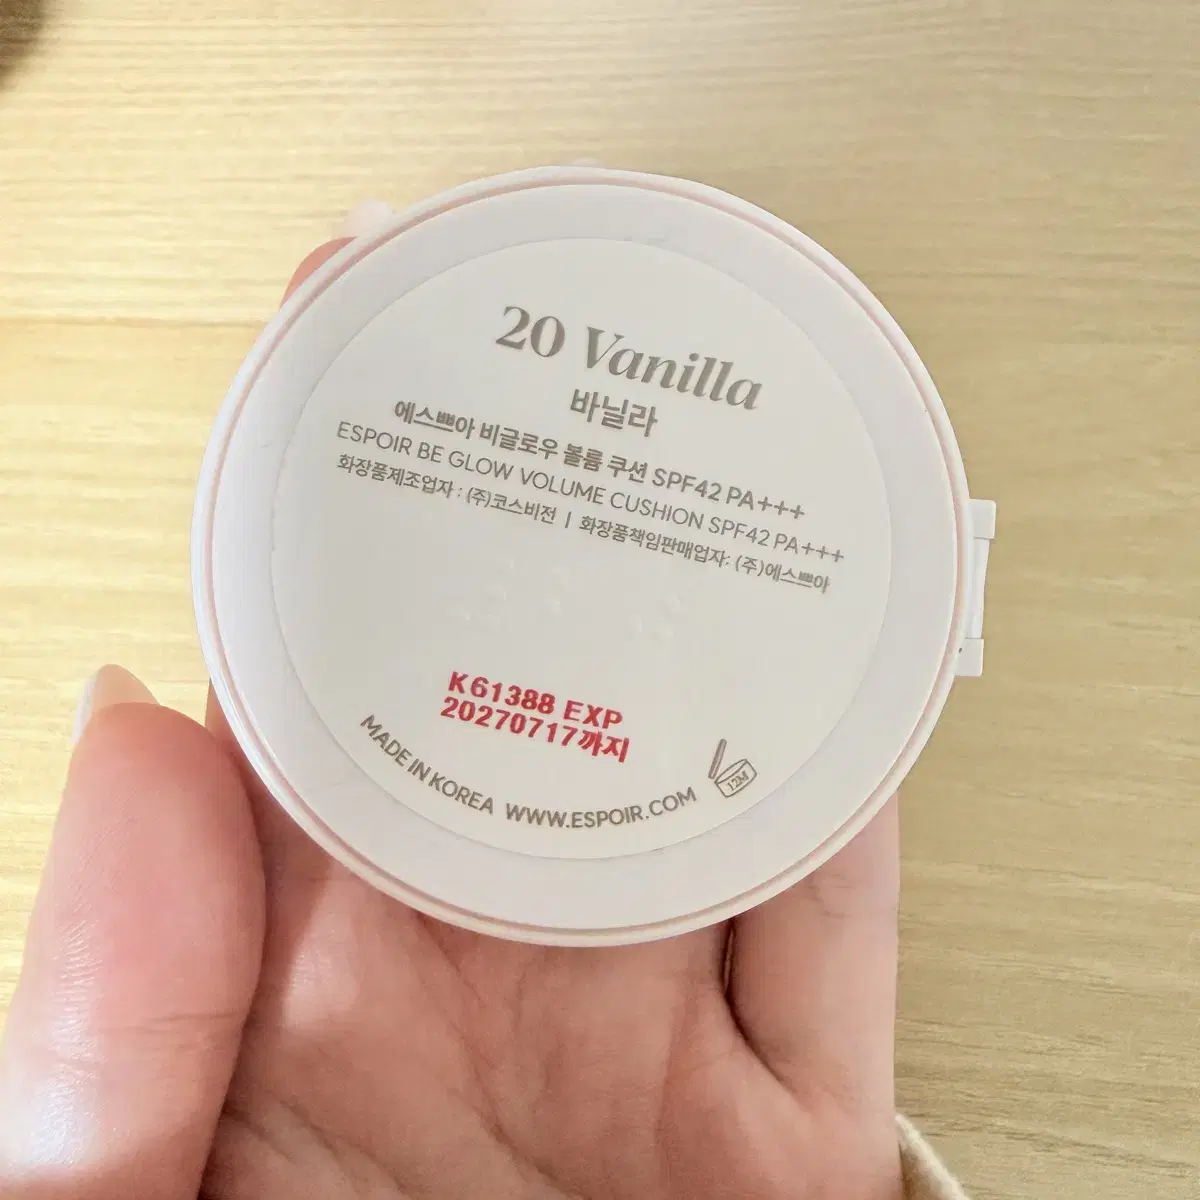 20 Vanilla
바닐라
에스쁘아 비글로우 볼륨 쿠션 SPF42 PA+++
ESPOIR BE GLOW VOLUME CUSHION SPF42 PA+++
화장품제조업자 : (주)코스비전 | 화장품책임판매업자: (주)에스쁘아
K61388 EXP
20270717까지
MADE IN KOREA WWW.ESPOIR.COM
12M